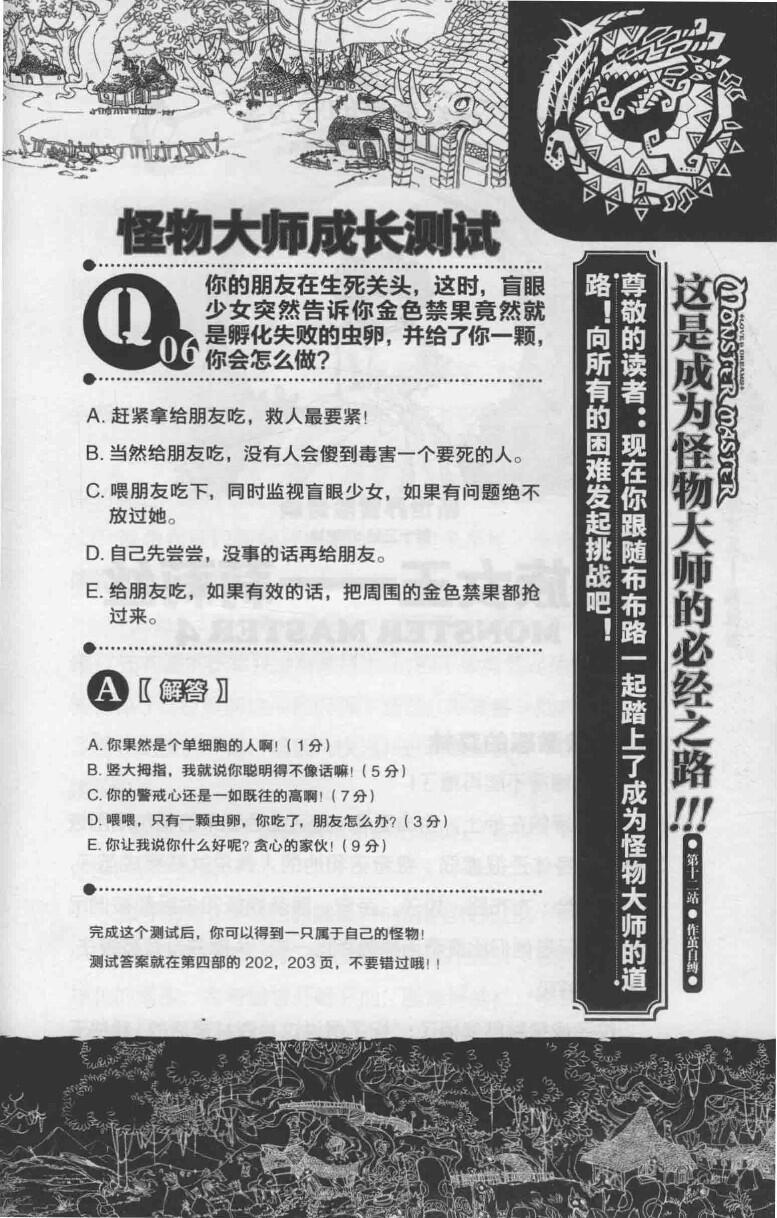 怪物大师成长测试
Q06
你的朋友在生死关头，这时，盲眼
少女突然告诉你金色禁果竟然就
是孵化失败的虫卵，并给了你一颗，
你会怎么做？
A. 赶紧拿给朋友吃，救人最要紧！
B. 当然给朋友吃，没有人会傻到毒害一个要死的人。
C. 喂朋友吃下，同时监视盲眼少女，如果有问题绝不
放过她。
D. 自己先尝尝，没事的话再给朋友。
E. 给朋友吃，如果有效的话，把周围的金色禁果都抢
过来。
A【解答】
A. 你果然是个单细胞的人啊！（1分）
B. 竖大拇指，我就说你聪明得不像话嘛！（5分）
C. 你的警戒心还是一如既往的高啊！（7分）
D. 喂喂，只有一颗虫卵，你吃了，朋友怎么办？（3分）
E. 你让我说你什么好呢？贪心的家伙！（9分）
完成这个测试后，你可以得到一只属于自己的怪物！
测试答案就在第四部的202，203页，不要错过哦！！
MONSTER MASTER
这是成为怪物大师的必经之路!!!
●第十二站●作茧自缚●
尊敬的读者：现在你跟随布布路一起踏上了成为怪物大师的道
路！向所有的困难发起挑战吧！